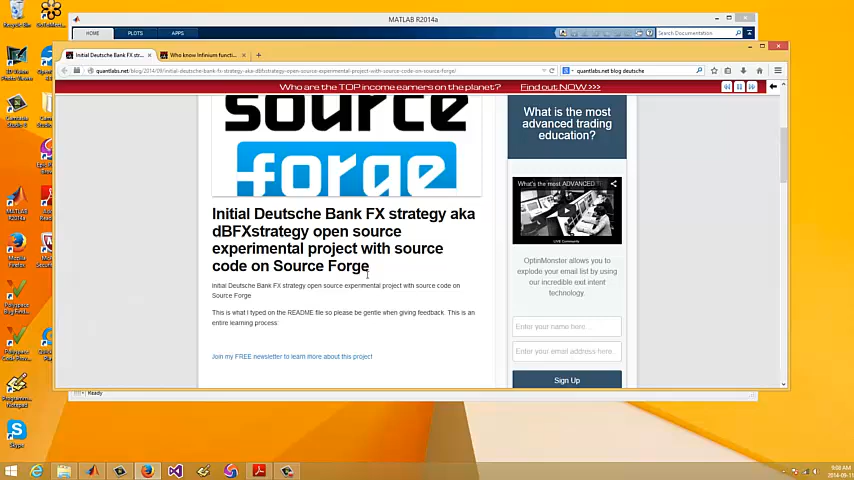 MATLAB R2014a
HOME PLOTS APPS
Search Documentation
Initial Deutsche Bank FX str...
Who know Infinium functi...
quantlabs.net/blog/2014/09/initial-deutsche-bank-fx-strategy-aka-dbfxstrategy-open-source-experimental-project-with-source-code-on-source-forge/
quantlabs.net blog deutsche
Who are the TOP income earners on the planet? Find out NOW >>>
source
forge
Initial Deutsche Bank FX strategy aka
dBFXstrategy open source
experimental project with source
code on Source Forge
Initial Deutsche Bank FX strategy open source experimental project with source code on
Source Forge
This is what I typed on the README file so please be gentle when giving feedback. This is an
entire learning process:
Join my FREE newsletter to learn more about this project
What is the most
advanced trading
education?
What's the most ADVANCED
OptinMonster allows you to
explode your email list by using
our incredible exit intent
technology.
Enter your name here...
Enter your email address here...
Sign Up
Ready
Recycle Bin
MATLAB
R2014a
Mozilla
Firefox
Skype
9:08 AM
2014-09-11